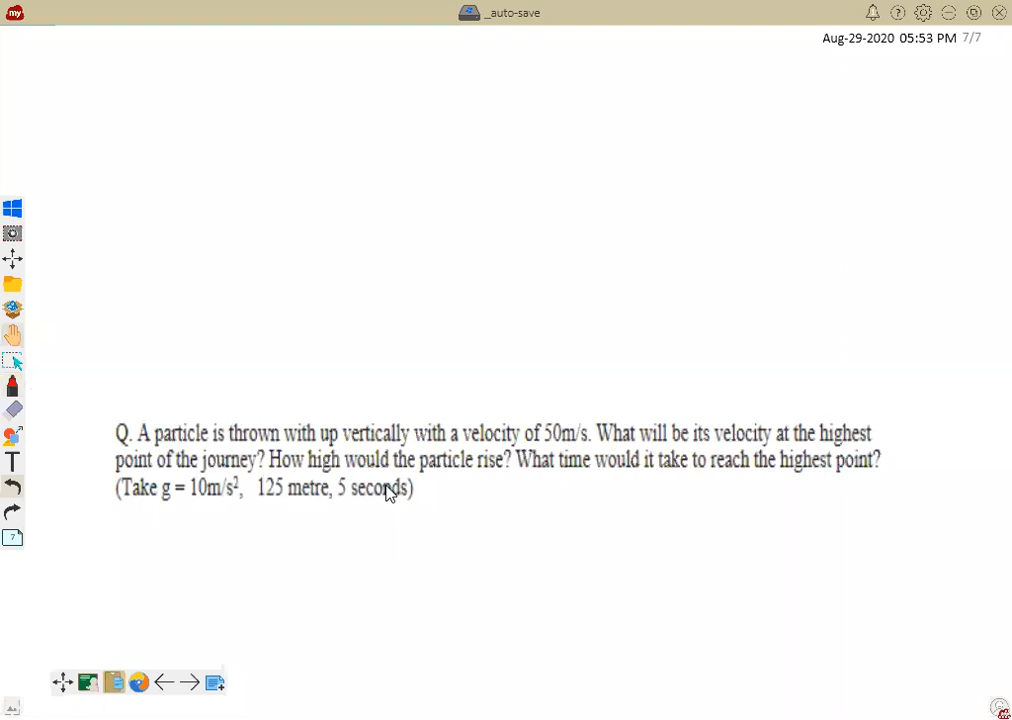 my
_auto-save
Aug-29-2020 05:53 PM 7/7
Q. A particle is thrown with up vertically with a velocity of 50m/s. What will be its velocity at the highest
point of the journey? How high would the particle rise? What time would it take to reach the highest point?
(Take g = 10m/s², 125 metre, 5 seconds)
T
7